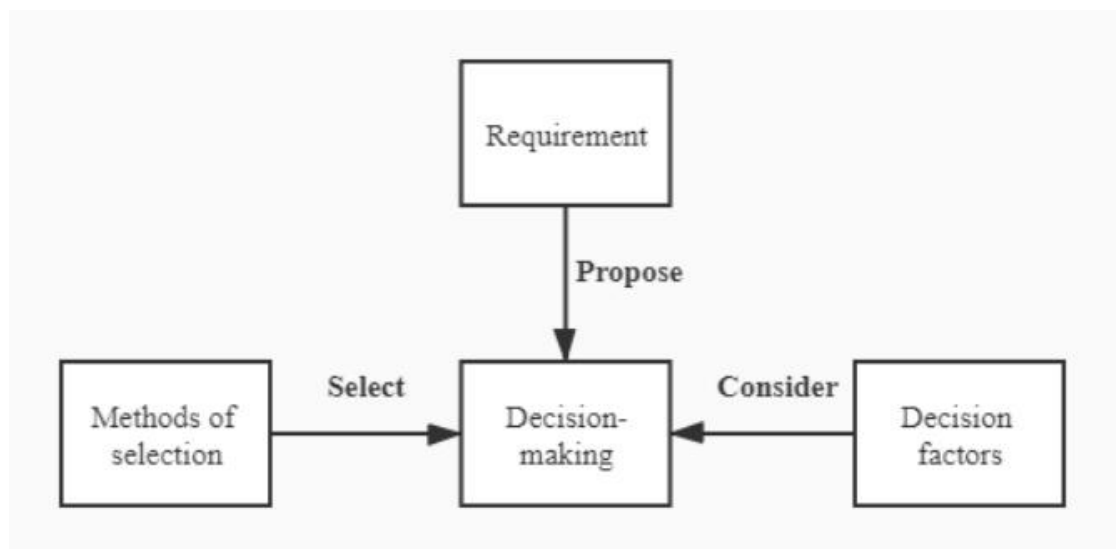 Requirement
Propose
Select
Consider
Methods of
selection
Decision-
making
Decision
factors